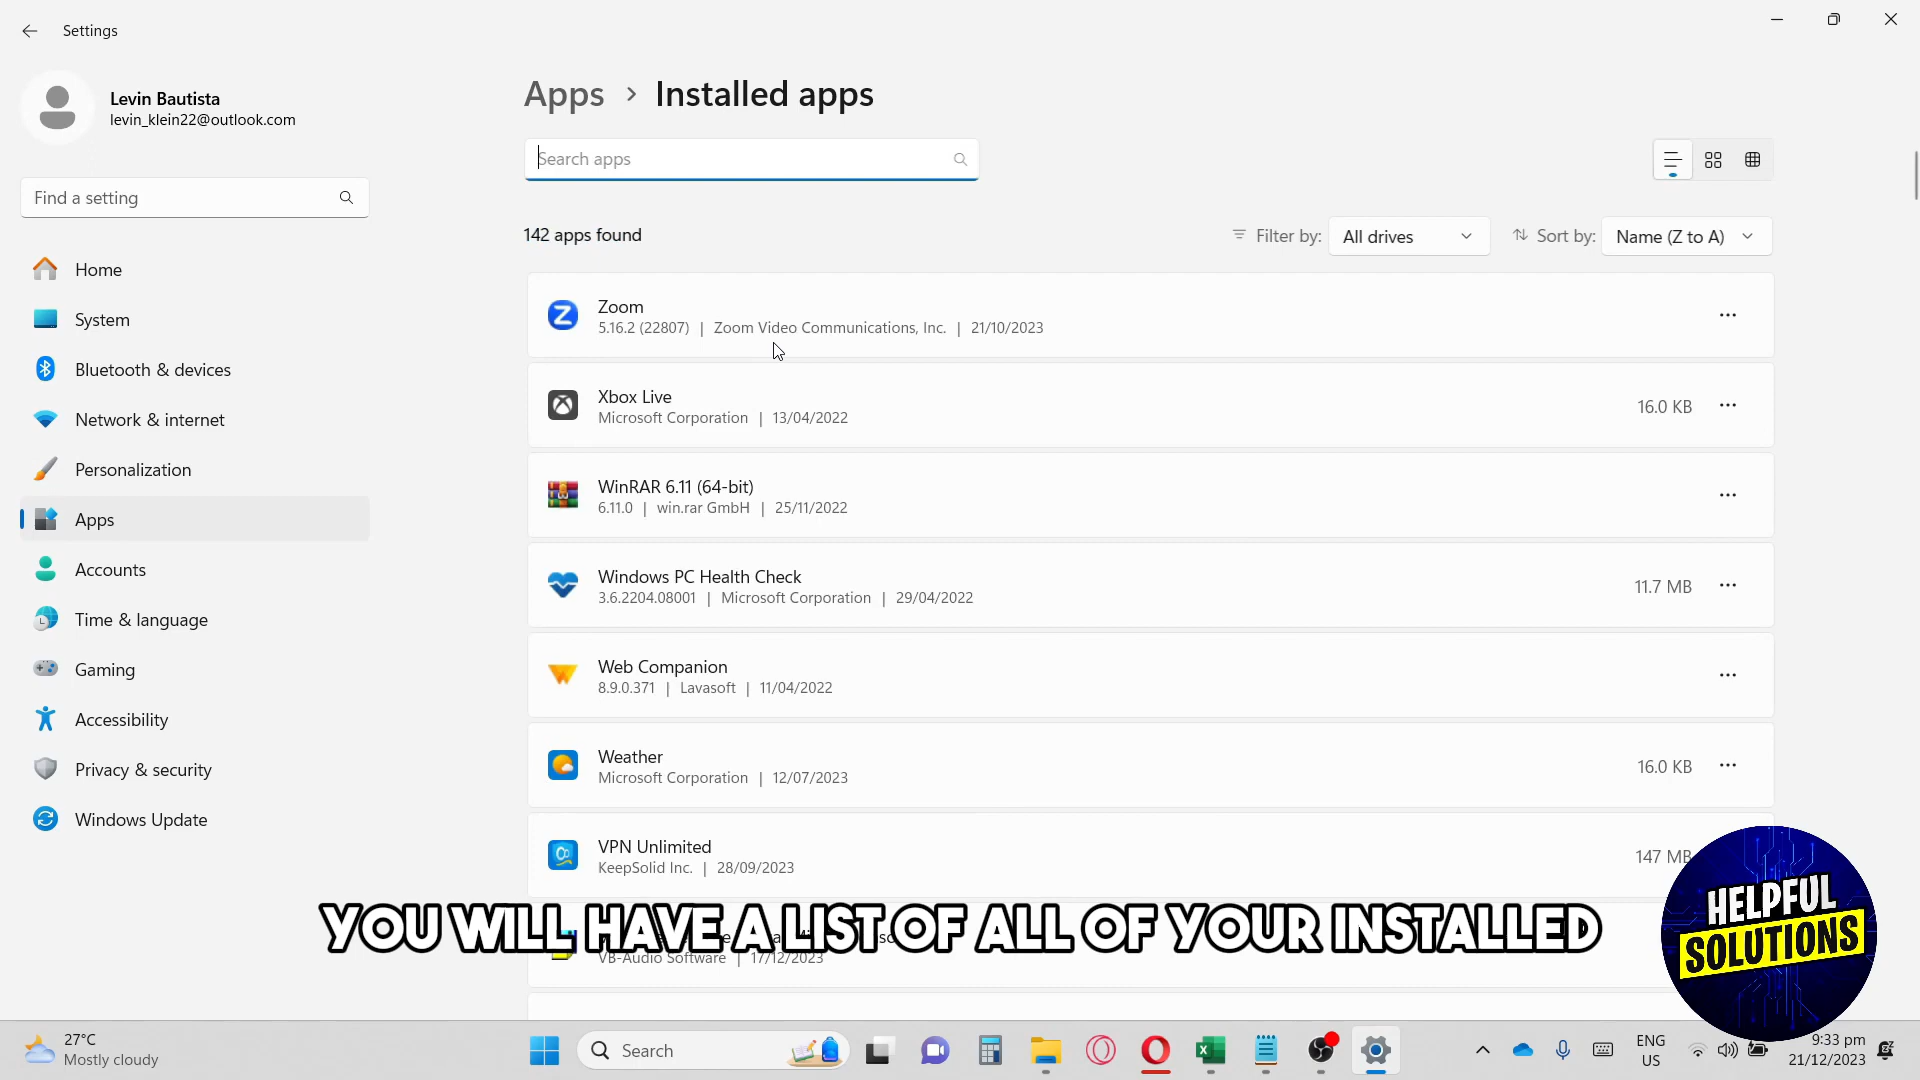 Settings
Levin Bautista
levin_klein22@outlook.com
Find a setting
Home
System
Bluetooth & devices
Network & internet
Personalization
Apps
Accounts
Time & language
Gaming
Accessibility
Privacy & security
Windows Update
Apps > Installed apps
Search apps
142 apps found
Filter by: All drives
Sort by: Name (Z to A)
Zoom
5.16.2 (22807) | Zoom Video Communications, Inc. | 21/10/2023
Xbox Live
Microsoft Corporation | 13/04/2022
16.0 KB
WinRAR 6.11 (64-bit)
6.11.0 | win.rar GmbH | 25/11/2022
Windows PC Health Check
3.6.2204.08001 | Microsoft Corporation | 29/04/2022
11.7 MB
Web Companion
8.9.0.371 | Lavasoft | 11/04/2022
Weather
Microsoft Corporation | 12/07/2023
16.0 KB
VPN Unlimited
KeepSolid Inc. | 28/09/2023
147 MB
YOU WILL HAVE A LIST OF ALL OF YOUR INSTALLED
VB-Audio Software | 17/12/2023
HELPFUL
SOLUTIONS
27°C
Mostly cloudy
Search
ENG
US
9:33 pm
21/12/2023